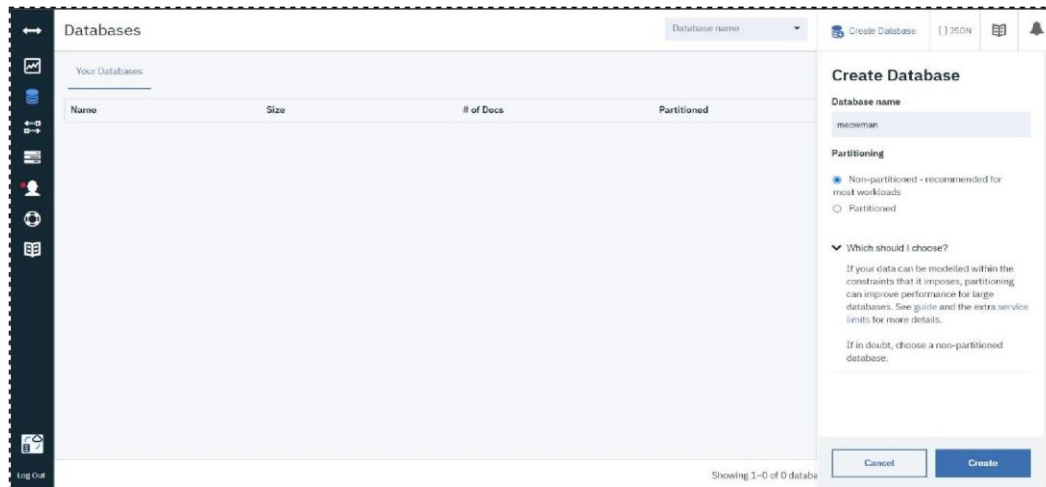 Databases
Database name
Create Database
{ } JSON
Your Databases
Name Size # of Docs Partitioned
Create Database
Database name
meowman
Partitioning
Non-partitioned - recommended for
most workloads
Partitioned
Which should I choose?
If your data can be modelled within the
constraints that it imposes, partitioning
can improve performance for large
databases. See guide and the extra service
limits for more details.
If in doubt, choose a non-partitioned
database.
Cancel
Create
Log Out
Showing 1–0 of 0 databa